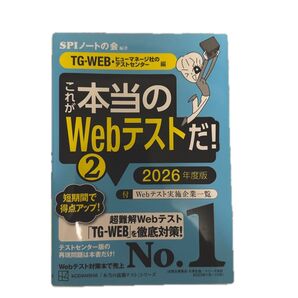 SPIノートの会 編著
TG-WEB・ヒューマネージ社の
テストセンター 編
これが
本当の
Webテストだ!
2
2026年度版
付 Webテスト実施企業一覧
短期間で
得点アップ!
超難解Webテスト
「TG-WEB」を徹底対策!
テストセンター版の
再現問題は本書だけ!
Webテスト対策本で売上
No.1
KODANSHA